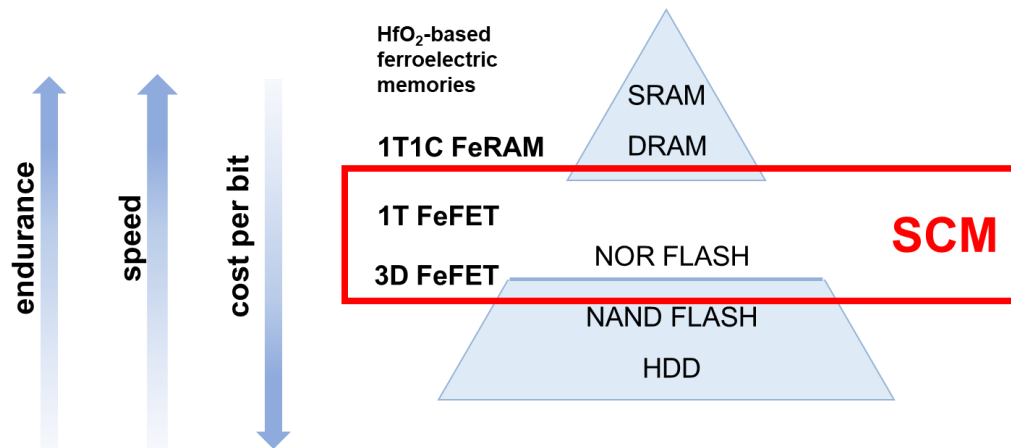 endurance
speed
cost per bit
HfO₂-based
ferroelectric
memories
1T1C FeRAM
1T FeFET
3D FeFET
SRAM
DRAM
NOR FLASH
NAND FLASH
HDD
SCM